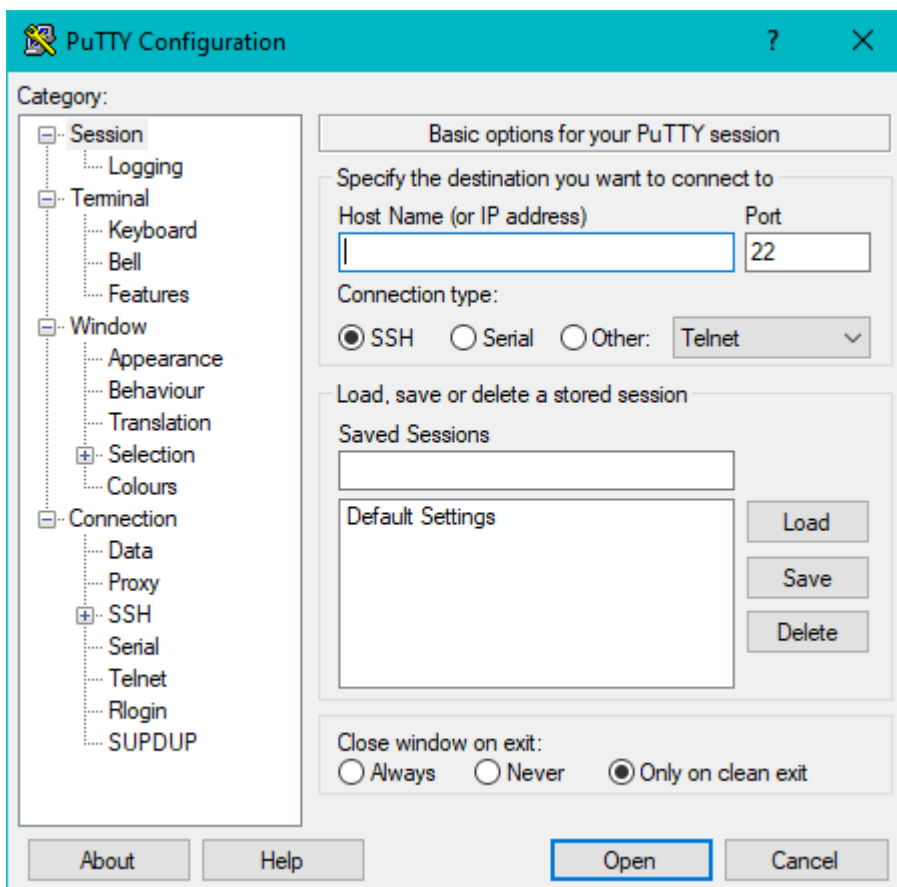 PuTTY Configuration ? ×
Category:
Session
Logging
Terminal
Keyboard
Bell
Features
Window
Appearance
Behaviour
Translation
Selection
Colours
Connection
Data
Proxy
SSH
Serial
Telnet
Rlogin
SUPDUP
Basic options for your PuTTY session
Specify the destination you want to connect to
Host Name (or IP address) Port
22
Connection type:
SSH Serial Other: Telnet
Load, save or delete a stored session
Saved Sessions
Default Settings
Load
Save
Delete
Close window on exit:
Always Never Only on clean exit
About Help Open Cancel